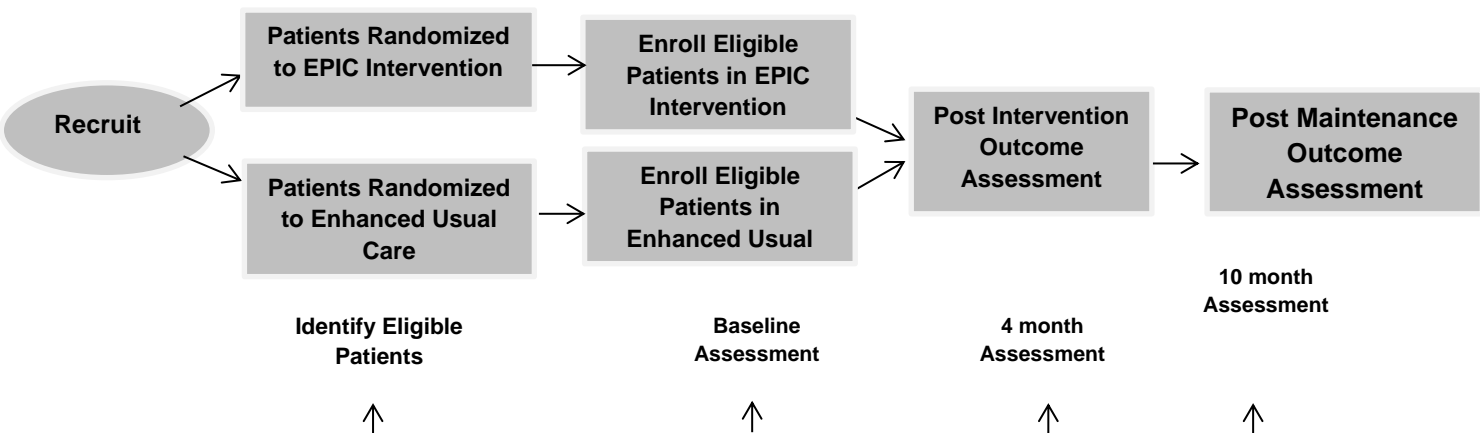 Recruit
Patients Randomized
to EPIC Intervention
Enroll Eligible
Patients in EPIC
Intervention
Patients Randomized
to Enhanced Usual
Care
Enroll Eligible
Patients in
Enhanced Usual
Post Intervention
Outcome
Assessment
Post Maintenance
Outcome
Assessment
Identify Eligible
Patients
Baseline
Assessment
4 month
Assessment
10 month
Assessment